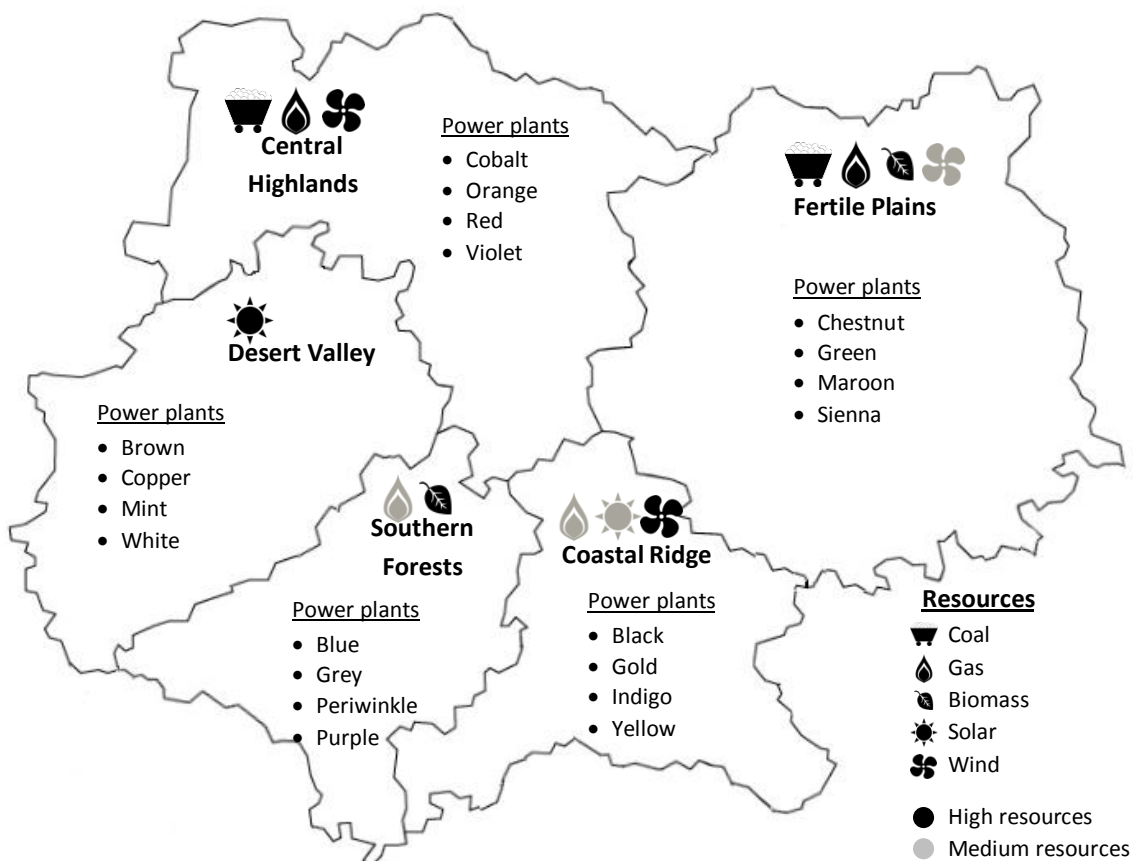 Central
Highlands
Power plants
• Cobalt
• Orange
• Red
• Violet
Fertile Plains
Power plants
• Chestnut
• Green
• Maroon
• Sienna
Desert Valley
Power plants
• Brown
• Copper
• Mint
• White
Southern
Forests
Power plants
• Blue
• Grey
• Periwinkle
• Purple
Coastal Ridge
Power plants
• Black
• Gold
• Indigo
• Yellow
Resources
Coal
Gas
Biomass
Solar
Wind
High resources
Medium resources